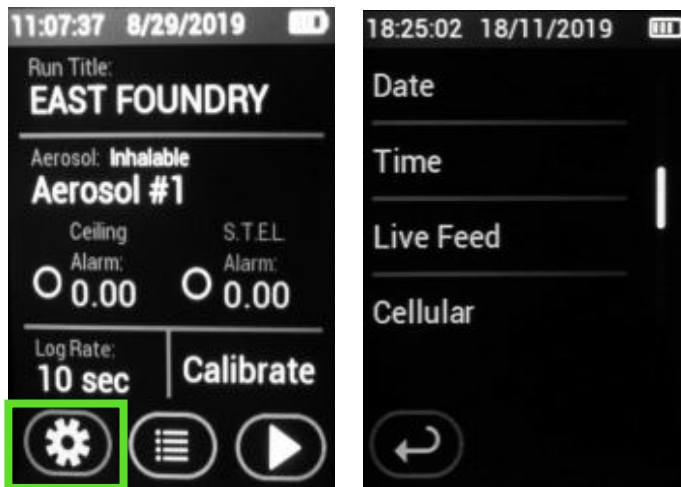 11:07:37 8/29/2019
Run Title:
EAST FOUNDRY
Aerosol: Inhalable
Aerosol #1
Ceiling S.T.E.L.
Alarm: Alarm:
0.00 0.00
Log Rate:
10 sec
Calibrate
18:25:02 18/11/2019
Date
Time
Live Feed
Cellular